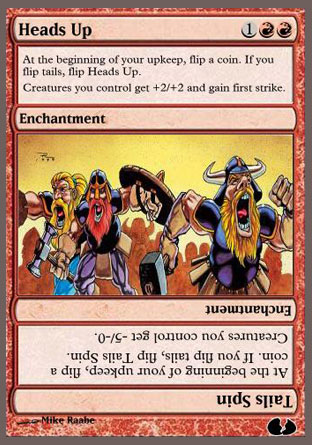 Heads Up 1
At the beginning of your upkeep, flip a coin. If you
flip tails, flip Heads Up.
Creatures you control get +2/+2 and gain first strike.
Enchantment
Tails Spin
At the beginning of your upkeep, flip a
coin. If you flip tails, flip Tails Spin.
Creatures you control get -5/-0.
Enchantment
Mike Raabe